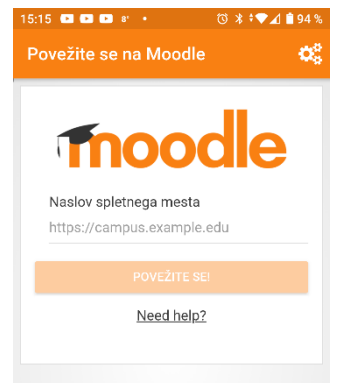 15:15 8° 94 %
Povežite se na Moodle
moodle
Naslov spletnega mesta
https://campus.example.edu
POVEŽITE SE!
Need help?